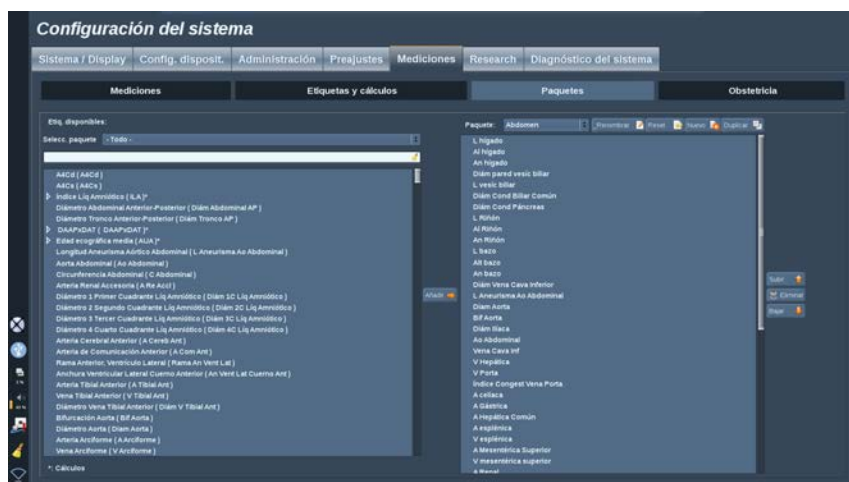 Configuración del sistema
Sistema / Display Config. disposit. Administración Preajustes Mediciones Research Diagnóstico del sistema
Mediciones Etiquetas y cálculos Paquetes Obstetricia
Etiq. disponibles:
Selecc. paquete - Todo -
A4Cd ( A4Cd )
A4Cs ( A4Cs )
Índice Líq Amniótico ( ILA )*
Diámetro Abdominal Anterior-Posterior ( Diám Abdominal AP )
Diámetro Tronco Anterior-Posterior ( Diám Tronco AP )
DAAPxDAT ( DAAPxDAT )*
Edad ecográfica media ( AUA )*
Longitud Aneurisma Aórtico Abdominal ( L Aneurisma Ao Abdominal )
Aorta Abdominal ( Ao Abdominal )
Circunferencia Abdominal ( C Abdominal )
Arteria Renal Accesoria ( A Re Acci )
Diámetro 1 Primer Cuadrante Líq Amniótico ( Diám 1C Líq Amniótico )
Diámetro 2 Segundo Cuadrante Líq Amniótico ( Diám 2C Líq Amniótico )
Diámetro 3 Tercer Cuadrante Líq Amniótico ( Diám 3C Líq Amniótico )
Diámetro 4 Cuarto Cuadrante Líq Amniótico ( Diám 4C Líq Amniótico )
Arteria Cerebral Anterior ( A Cereb Ant )
Arteria de Comunicación Anterior ( A Com Ant )
Rama Anterior, Ventrículo Lateral ( Rama An Vent Lat )
Anchura Ventricular Lateral Cuerno Anterior ( An Vent Lat Cuerno Ant )
Arteria Tibial Anterior ( A Tibial Ant )
Vena Tibial Anterior ( V Tibial Ant )
Diámetro Vena Tibial Anterior ( Diám V Tibial Ant )
Bifurcación Aorta ( Bif Aorta )
Diámetro Aorta ( Diam Aorta )
Arteria Arciforme ( A Arciforme )
Vena Arciforme ( V Arciforme )
*: Cálculos
Añadir
Paquete: Abdomen Renombrar Reset Nuevo Duplicar
L hígado
Al hígado
An hígado
Diám pared vesíc biliar
L vesíc biliar
Diám Cond Biliar Común
Diám Cond Páncreas
L Riñón
Al Riñón
An Riñón
L bazo
Alt bazo
An bazo
Diám Vena Cava Inferior
L Aneurisma Ao Abdominal
Diam Aorta
Bif Aorta
Diám Ilíaca
Ao Abdominal
Vena Cava Inf
V Hepática
V Porta
Índice Congest Vena Porta
A celíaca
A Gástrica
A Hepática Común
A esplénica
V esplénica
A Mesentérica Superior
V mesentérica superior
A Renal
Subir
Eliminar
Bajar